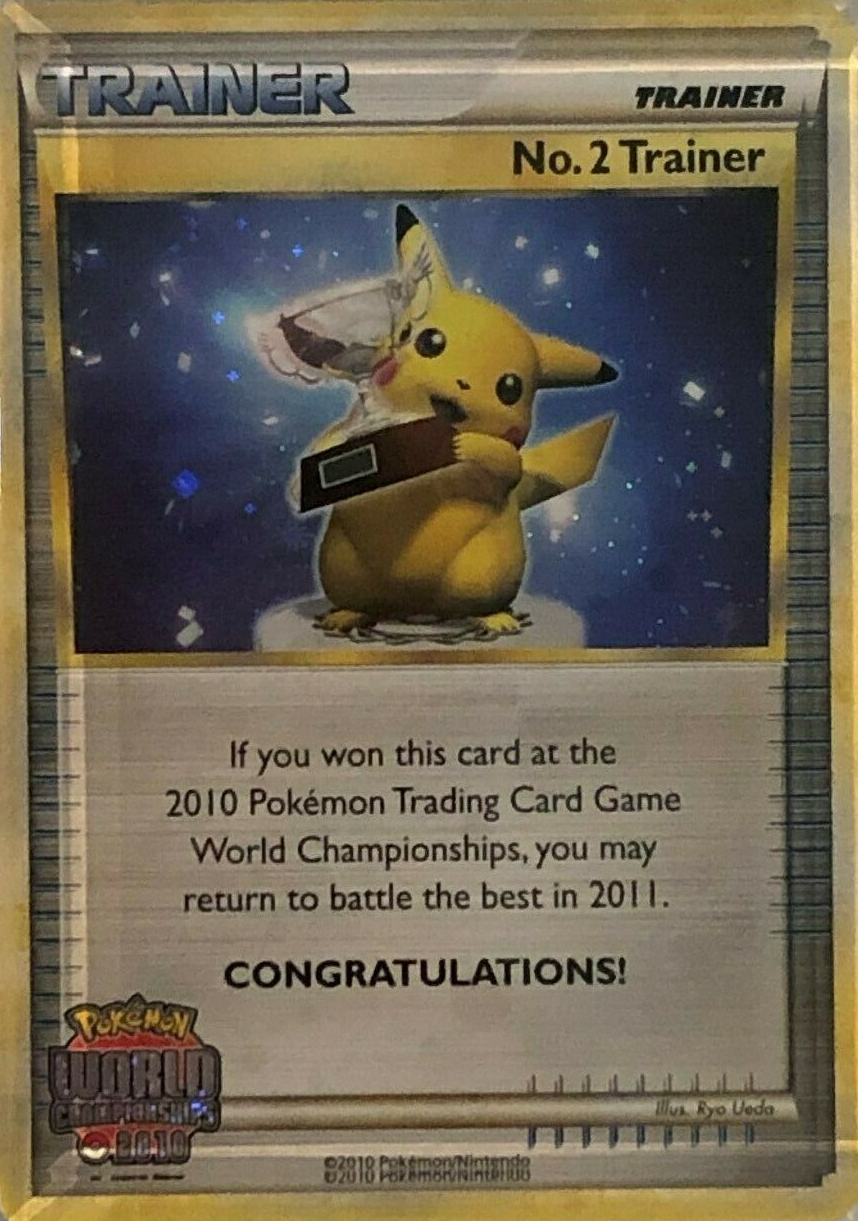 TRAINER
TRAINER
No. 2 Trainer
If you won this card at the
2010 Pokémon Trading Card Game
World Championships, you may
return to battle the best in 2011.
CONGRATULATIONS!
POKéMON
WORLD
CHAMPIONSHIPS
2010
Illus. Ryo Ueda
©2010 Pokémon/Nintendo